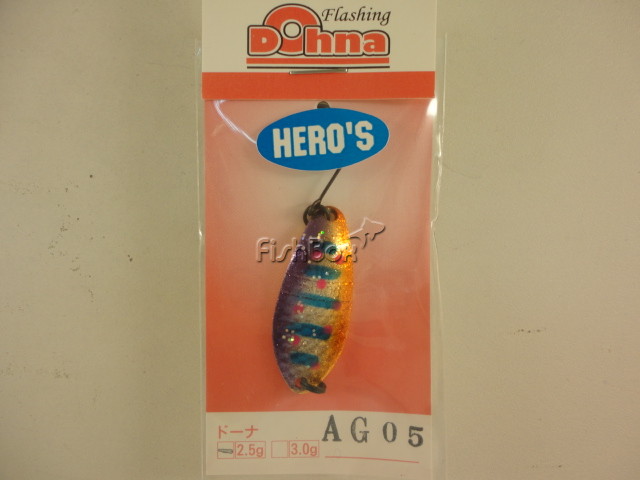 Flashing
Dohna
HERO'S
FishBox
ドーナ
2.5g 3.0g
AG05